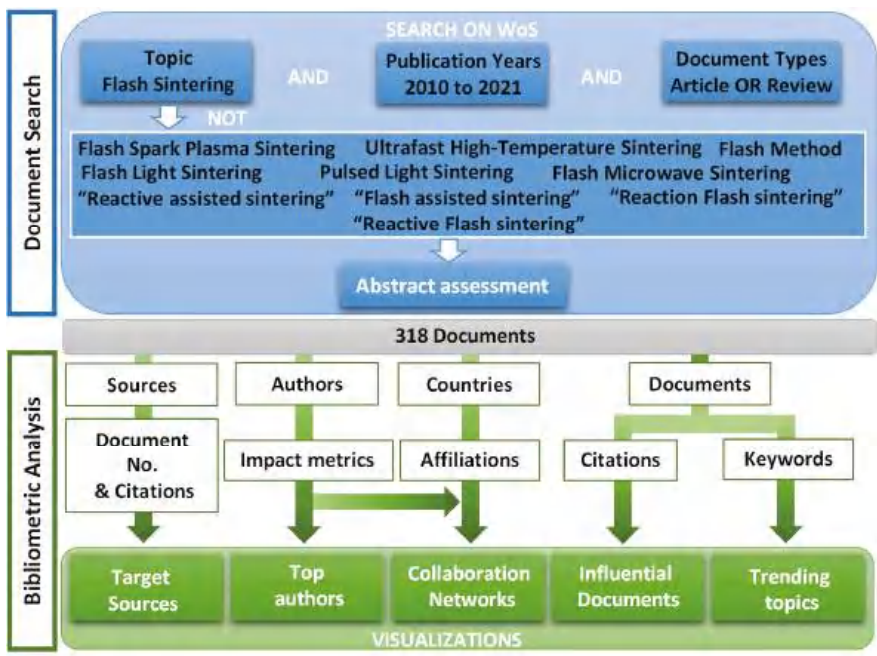 Document Search
SEARCH ON WoS
Topic
Flash Sintering
AND
Publication Years
2010 to 2021
AND
Document Types
Article OR Review
NOT
Flash Spark Plasma Sintering Ultrafast High-Temperature Sintering Flash Method
Flash Light Sintering Pulsed Light Sintering Flash Microwave Sintering
“Reactive assisted sintering” “Flash assisted sintering” “Reaction Flash sintering”
“Reactive Flash sintering”
Abstract assessment
318 Documents
Bibliometric Analysis
Sources
Authors
Countries
Documents
Document
No.
& Citations
Impact metrics
Affiliations
Citations
Keywords
Target
Sources
Top
authors
Collaboration
Networks
Influential
Documents
Trending
topics
VISUALIZATIONS